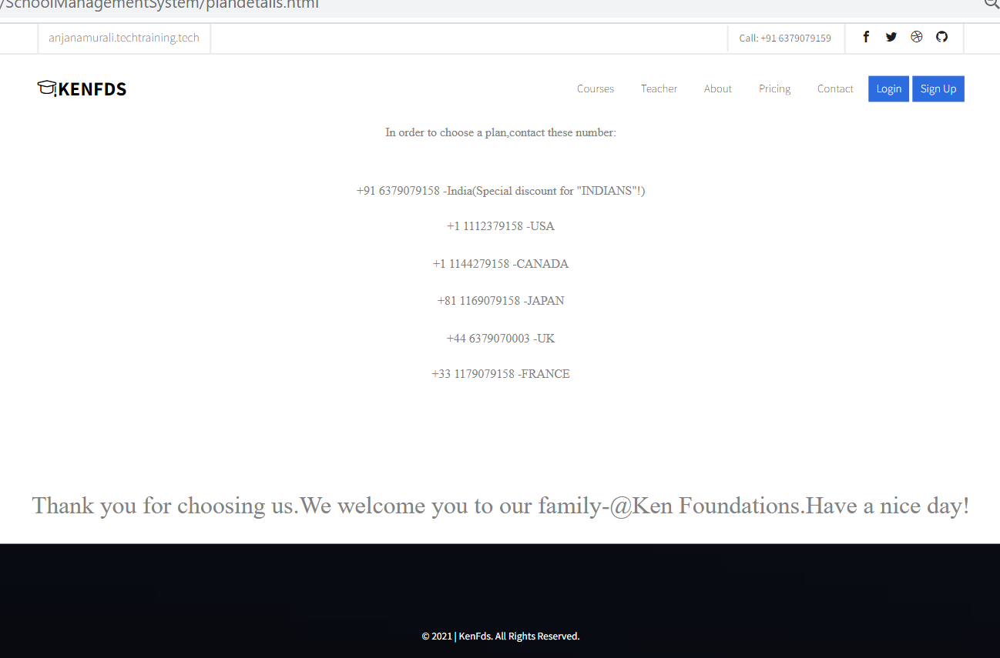 /SchoolManagementSystem/plandetails.html
anjanamurali.techtraining.tech
Call: +91 6379079159
KENFDS
Courses Teacher About Pricing Contact Login Sign Up
In order to choose a plan,contact these number:
+91 6379079158 -India(Special discount for "INDIANS"!)
+1 1112379158 -USA
+1 1144279158 -CANADA
+81 1169079158 -JAPAN
+44 6379070003 -UK
+33 1179079158 -FRANCE
Thank you for choosing us.We welcome you to our family-@Ken Foundations.Have a nice day!
© 2021 | KenFds. All Rights Reserved.